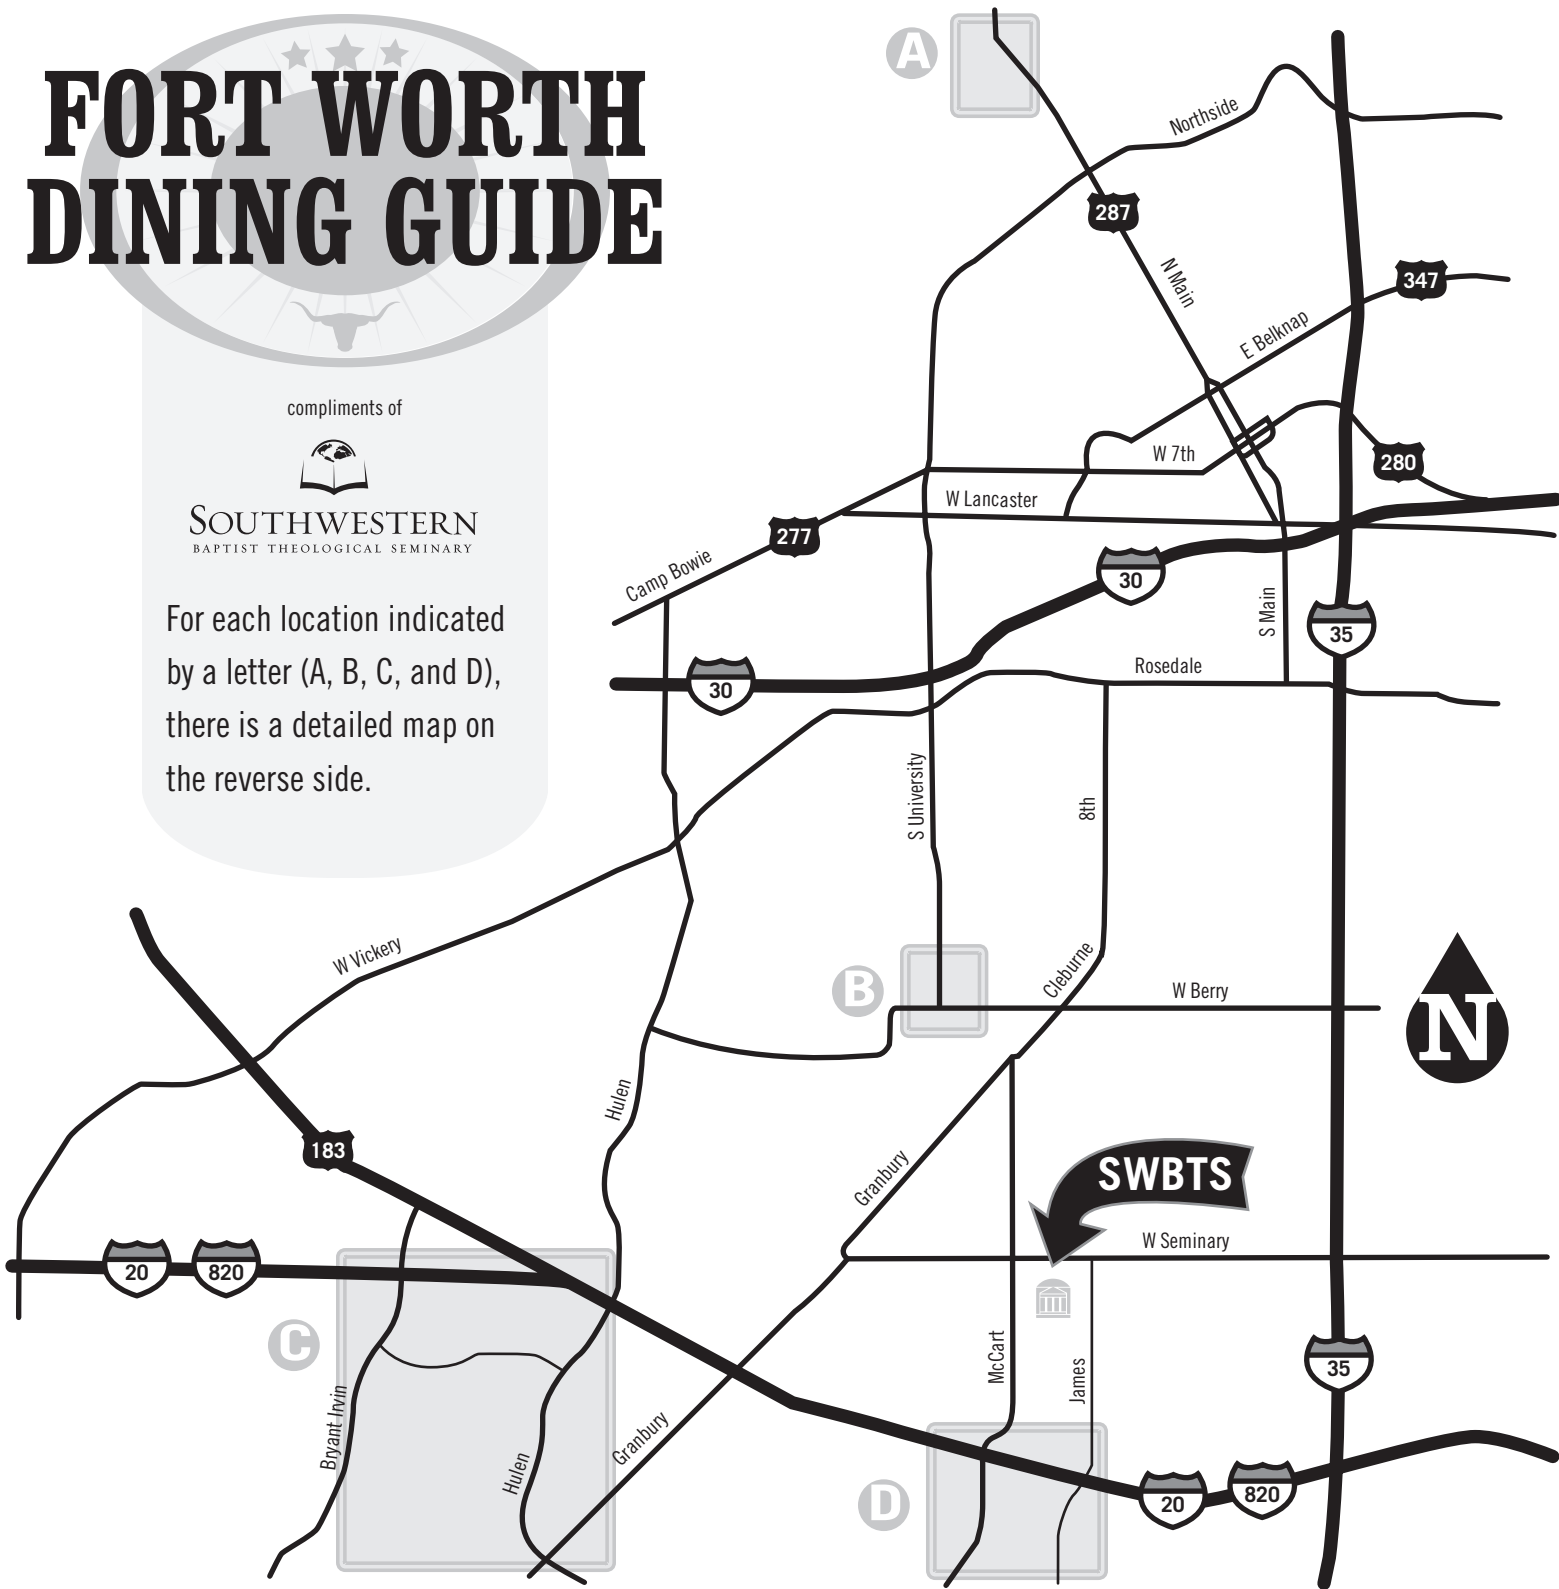 FORT WORTH
DINING GUIDE
compliments of
SOUTHWESTERN
BAPTIST THEOLOGICAL SEMINARY
For each location indicated
by a letter (A, B, C, and D),
there is a detailed map on
the reverse side.
A
Northside
287
N Main
347
E Belknap
W 7th
280
W Lancaster
277
Camp Bowie
30
S Main
35
Rosedale
30
S University
8th
W Vickery
Cleburne
B
W Berry
N
Hulen
183
Granbury
SWBTS
W Seminary
20
820
C
McCart
James
35
Bryant Irvin
Hulen
Granbury
D
20
820